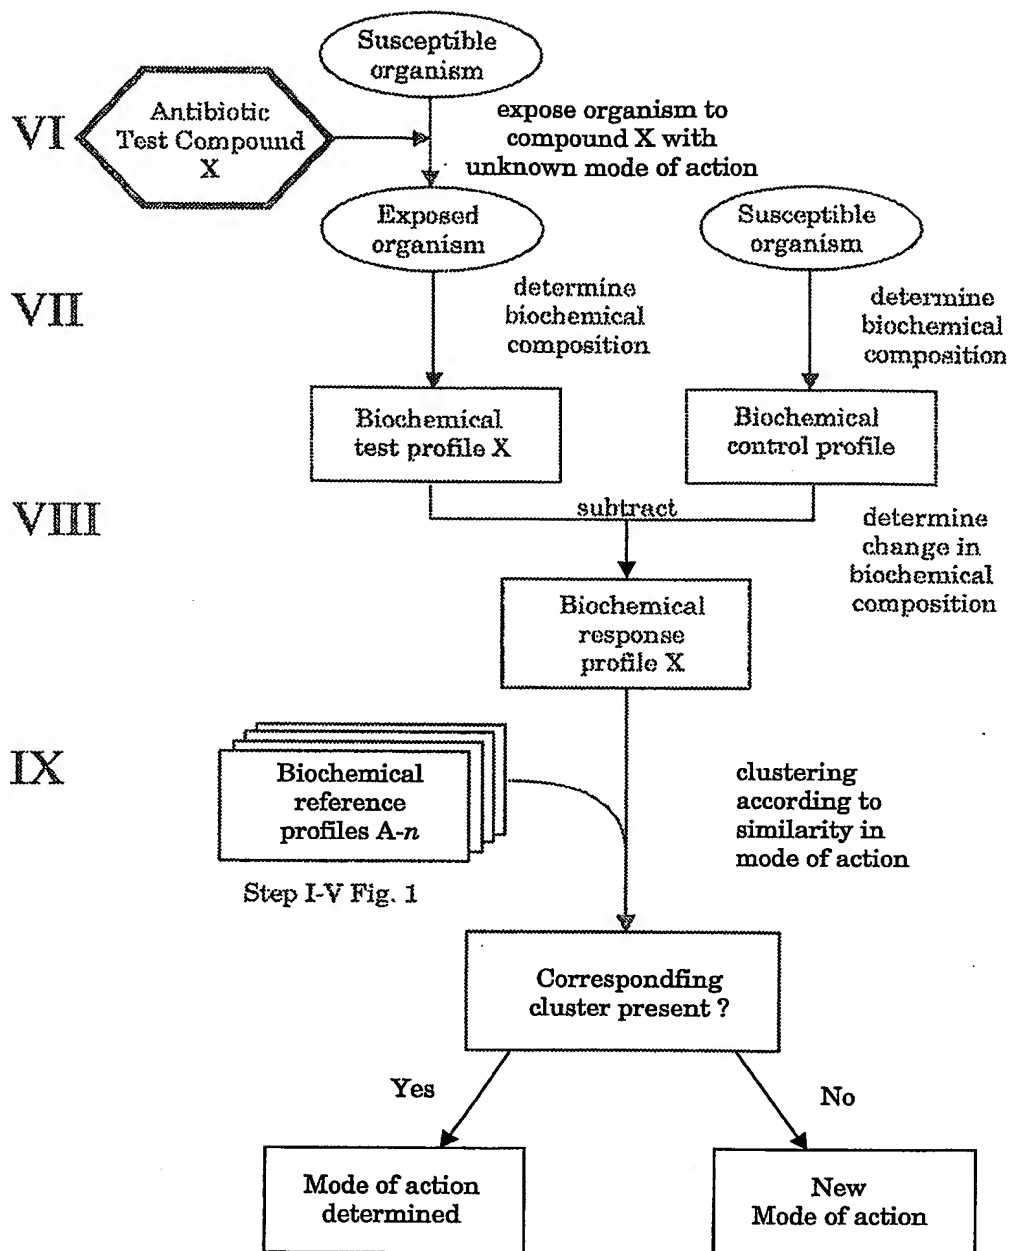 Susceptible
organism
VI
Antibiotic
Test Compound
X
expose organism to
compound X with
unknown mode of action
Exposed
organism
Susceptible
organism
VII
determine
biochemical
composition
determine
biochemical
composition
Biochemical
test profile X
Biochemical
control profile
VIII
subtract
determine
change in
biochemical
composition
Biochemical
response
profile X
IX
Biochemical
reference
profiles A-n
clustering
according to
similarity in
mode of action
Step I-V Fig. 1
Correspondfing
cluster present ?
Yes
No
Mode of action
determined
New
Mode of action